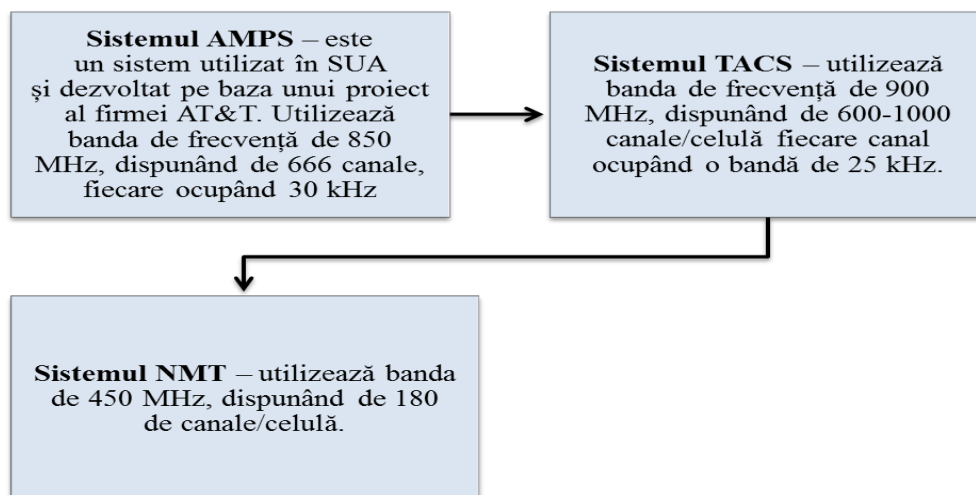 Sistemul AMPS – este
un sistem utilizat în SUA
și dezvoltat pe baza unui proiect
al firmei AT&T. Utilizează
banda de frecvență de 850
MHz, dispunând de 666 canale,
fiecare ocupând 30 kHz
Sistemul TACS – utilizează
banda de frecvență de 900
MHz, dispunând de 600-1000
canale/celulă fiecare canal
ocupând o bandă de 25 kHz.
Sistemul NMT – utilizează banda
de 450 MHz, dispunând de 180
de canale/celulă.